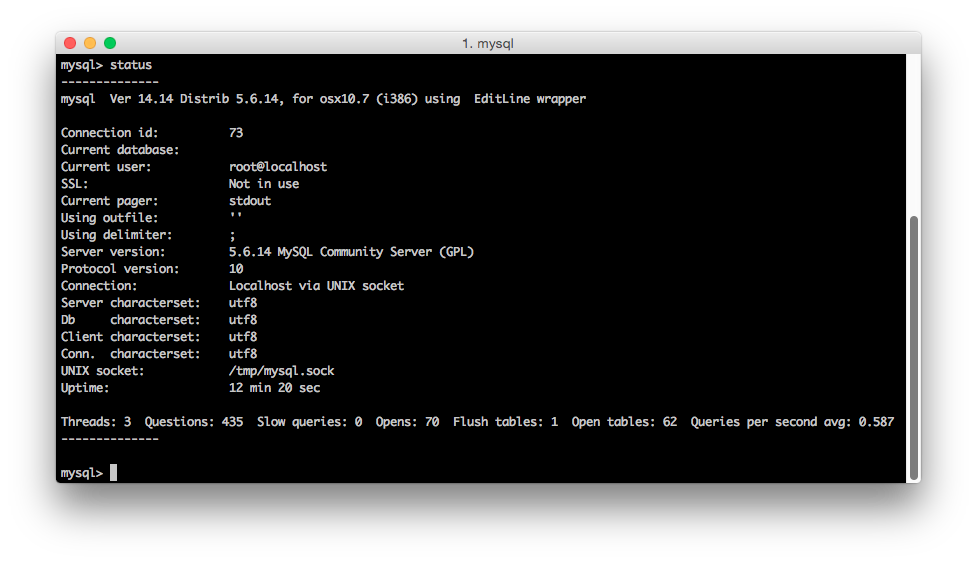 1. mysql
mysql> status
--------------
mysql  Ver 14.14 Distrib 5.6.14, for osx10.7 (i386) using  EditLine wrapper
Connection id:          73
Current database:
Current user:           root@localhost
SSL:                    Not in use
Current pager:          stdout
Using outfile:          ''
Using delimiter:        ;
Server version:         5.6.14 MySQL Community Server (GPL)
Protocol version:       10
Connection:             Localhost via UNIX socket
Server characterset:    utf8
Db     characterset:    utf8
Client characterset:    utf8
Conn.  characterset:    utf8
UNIX socket:            /tmp/mysql.sock
Uptime:                 12 min 20 sec
Threads: 3  Questions: 435  Slow queries: 0  Opens: 70  Flush tables: 1  Open tables: 62  Queries per second avg: 0.587
--------------
mysql>